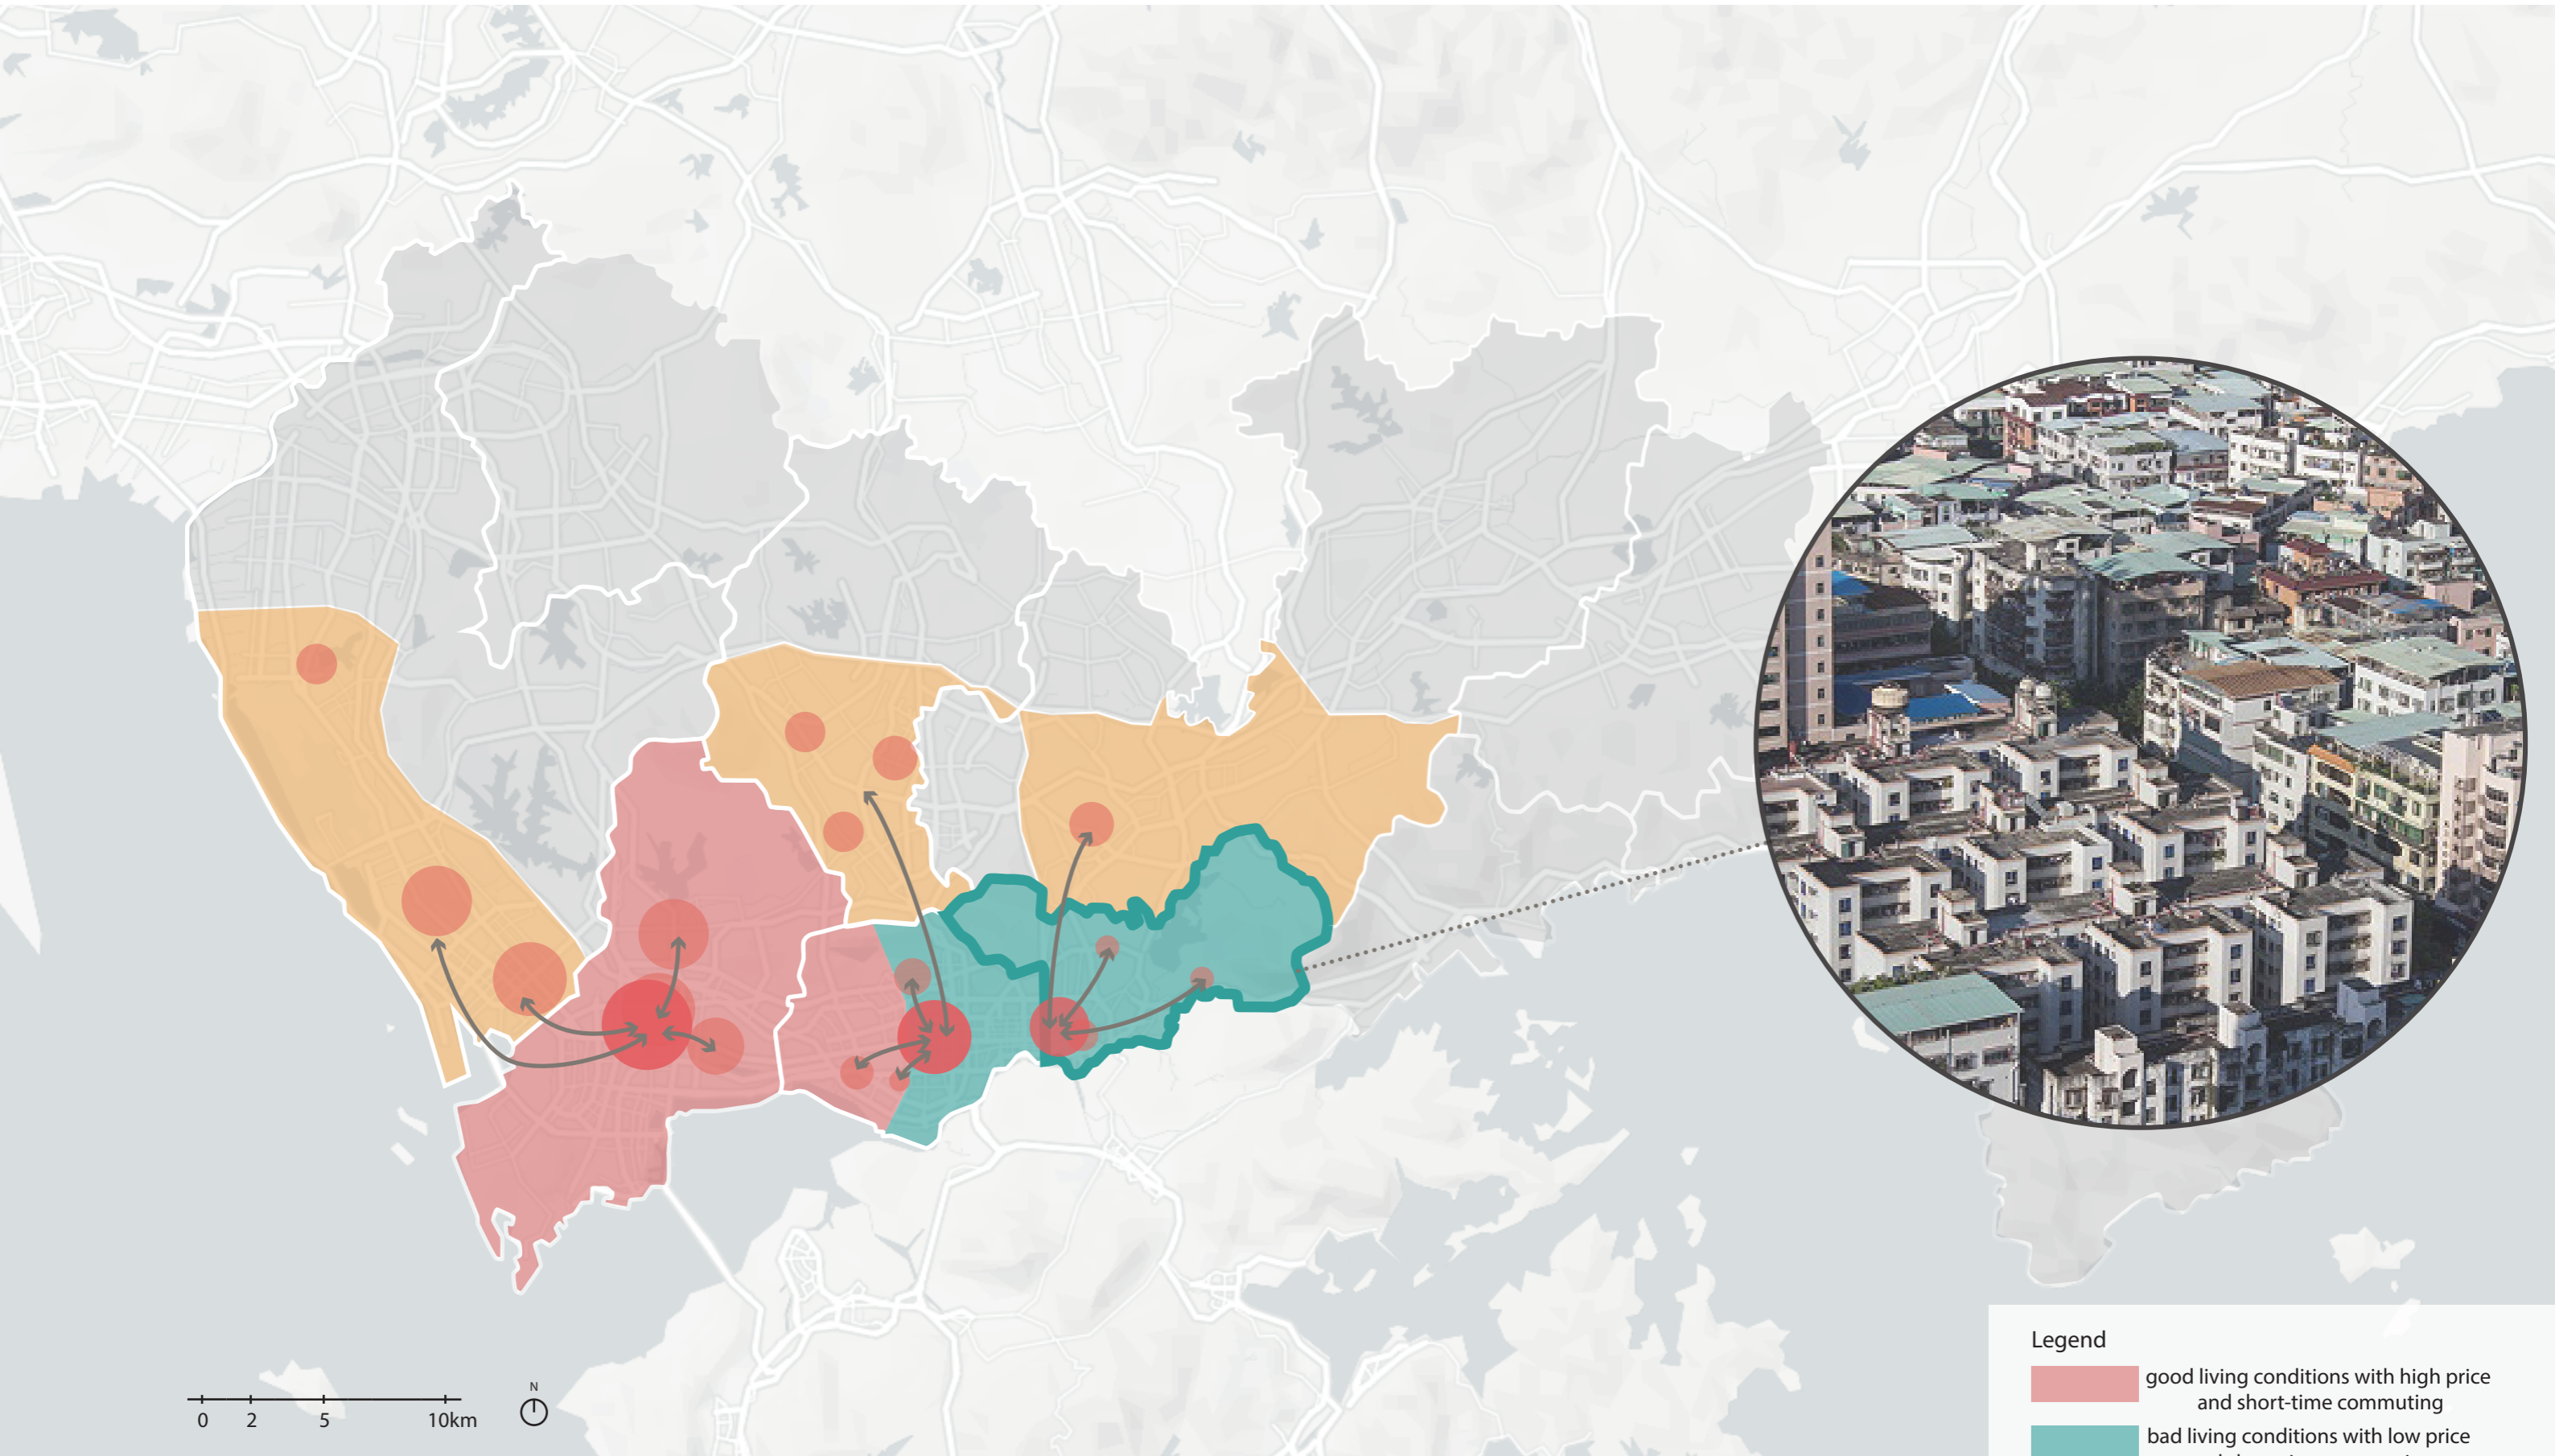 N
0 2 5 10km
Legend
good living conditions with high price
and short-time commuting
bad living conditions with low price